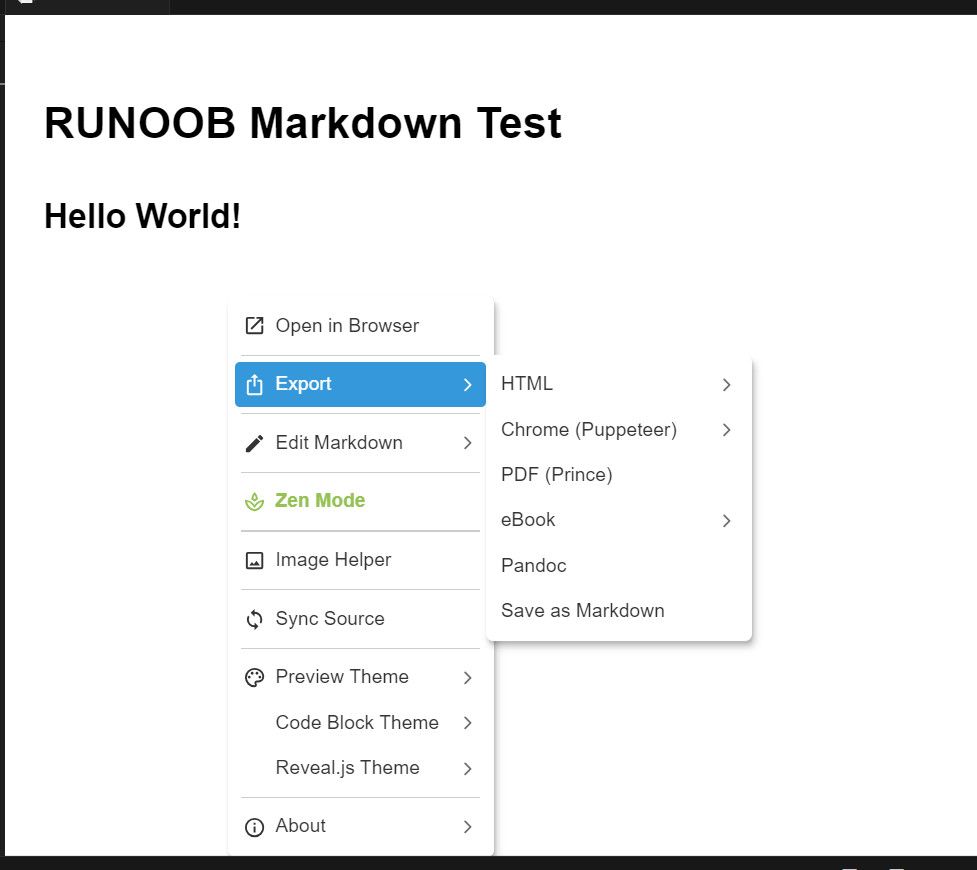 RUNOOB Markdown Test
Hello World!
Open in Browser
Export
Edit Markdown
Zen Mode
Image Helper
Sync Source
Preview Theme
Code Block Theme
Reveal.js Theme
About
HTML
Chrome (Puppeteer)
PDF (Prince)
eBook
Pandoc
Save as Markdown